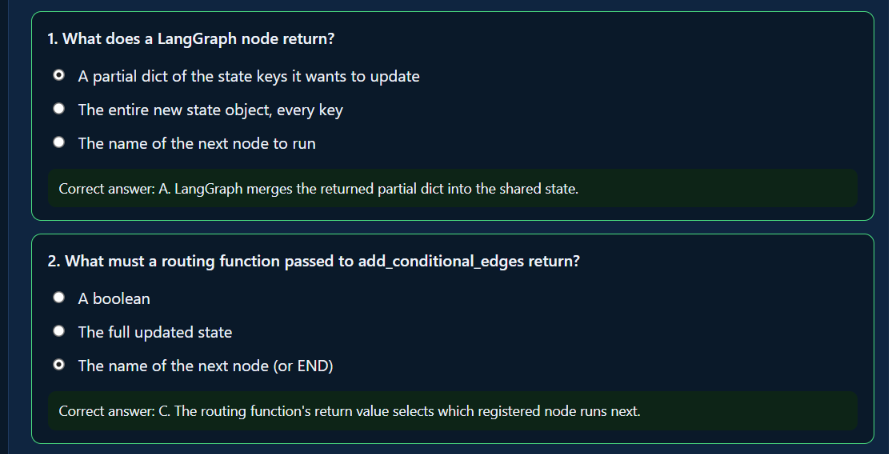 1. What does a LangGraph node return?
A partial dict of the state keys it wants to update
The entire new state object, every key
The name of the next node to run
Correct answer: A. LangGraph merges the returned partial dict into the shared state.
2. What must a routing function passed to add_conditional_edges return?
A boolean
The full updated state
The name of the next node (or END)
Correct answer: C. The routing function's return value selects which registered node runs next.